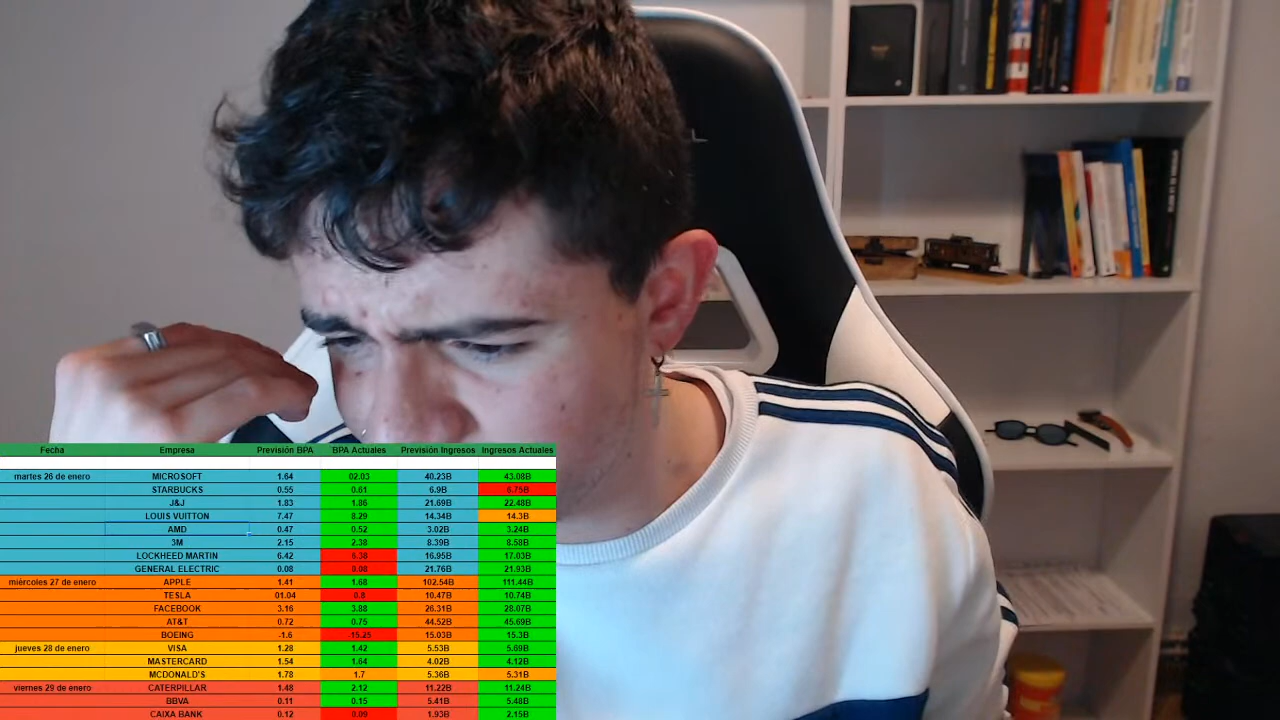 Fecha Empresa Previsión BPA BPA Actuales Previsión Ingresos Ingresos Actuales
martes 26 de enero MICROSOFT 1.64 02.03 40.23B 43.08B
STARBUCKS 0.55 0.61 6.9B 6.75B
J&J 1.83 1.86 21.69B 22.48B
LOUIS VUITTON 7.47 8.29 14.34B 14.3B
AMD 0.47 0.52 3.02B 3.24B
3M 2.15 2.38 8.39B 8.58B
LOCKHEED MARTIN 6.42 6.38 16.95B 17.03B
GENERAL ELECTRIC 0.08 0.08 21.76B 21.93B
miércoles 27 de enero APPLE 1.41 1.68 102.54B 111.44B
TESLA 01.04 0.8 10.47B 10.74B
FACEBOOK 3.16 3.88 26.31B 28.07B
AT&T 0.72 0.75 44.52B 45.69B
BOEING -1.6 -15.25 15.03B 15.3B
jueves 28 de enero VISA 1.28 1.42 5.53B 5.69B
MASTERCARD 1.54 1.64 4.02B 4.12B
MCDONALD'S 1.78 1.7 5.36B 5.31B
viernes 29 de enero CATERPILLAR 1.48 2.12 11.22B 11.24B
BBVA 0.11 0.15 5.41B 5.48B
CAIXA BANK 0.12 0.09 1.93B 2.15B